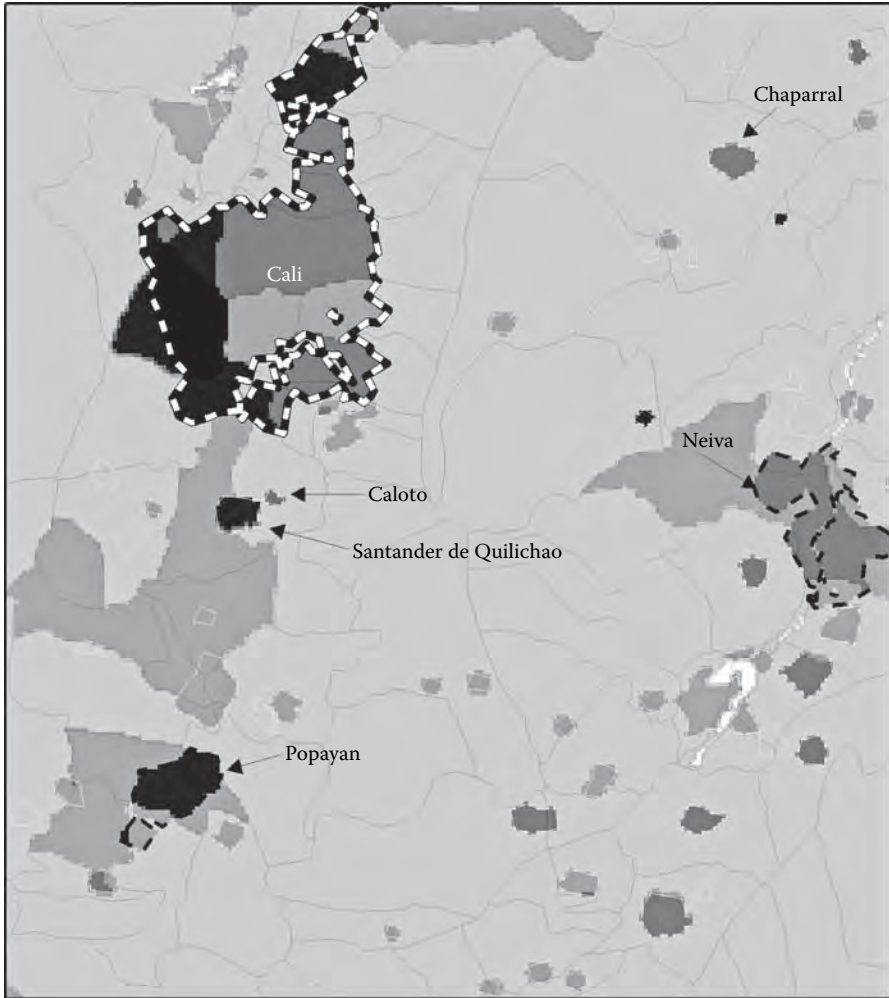 Chaparral
Cali
Neiva
Caloto
Santander de Quilichao
Popayan